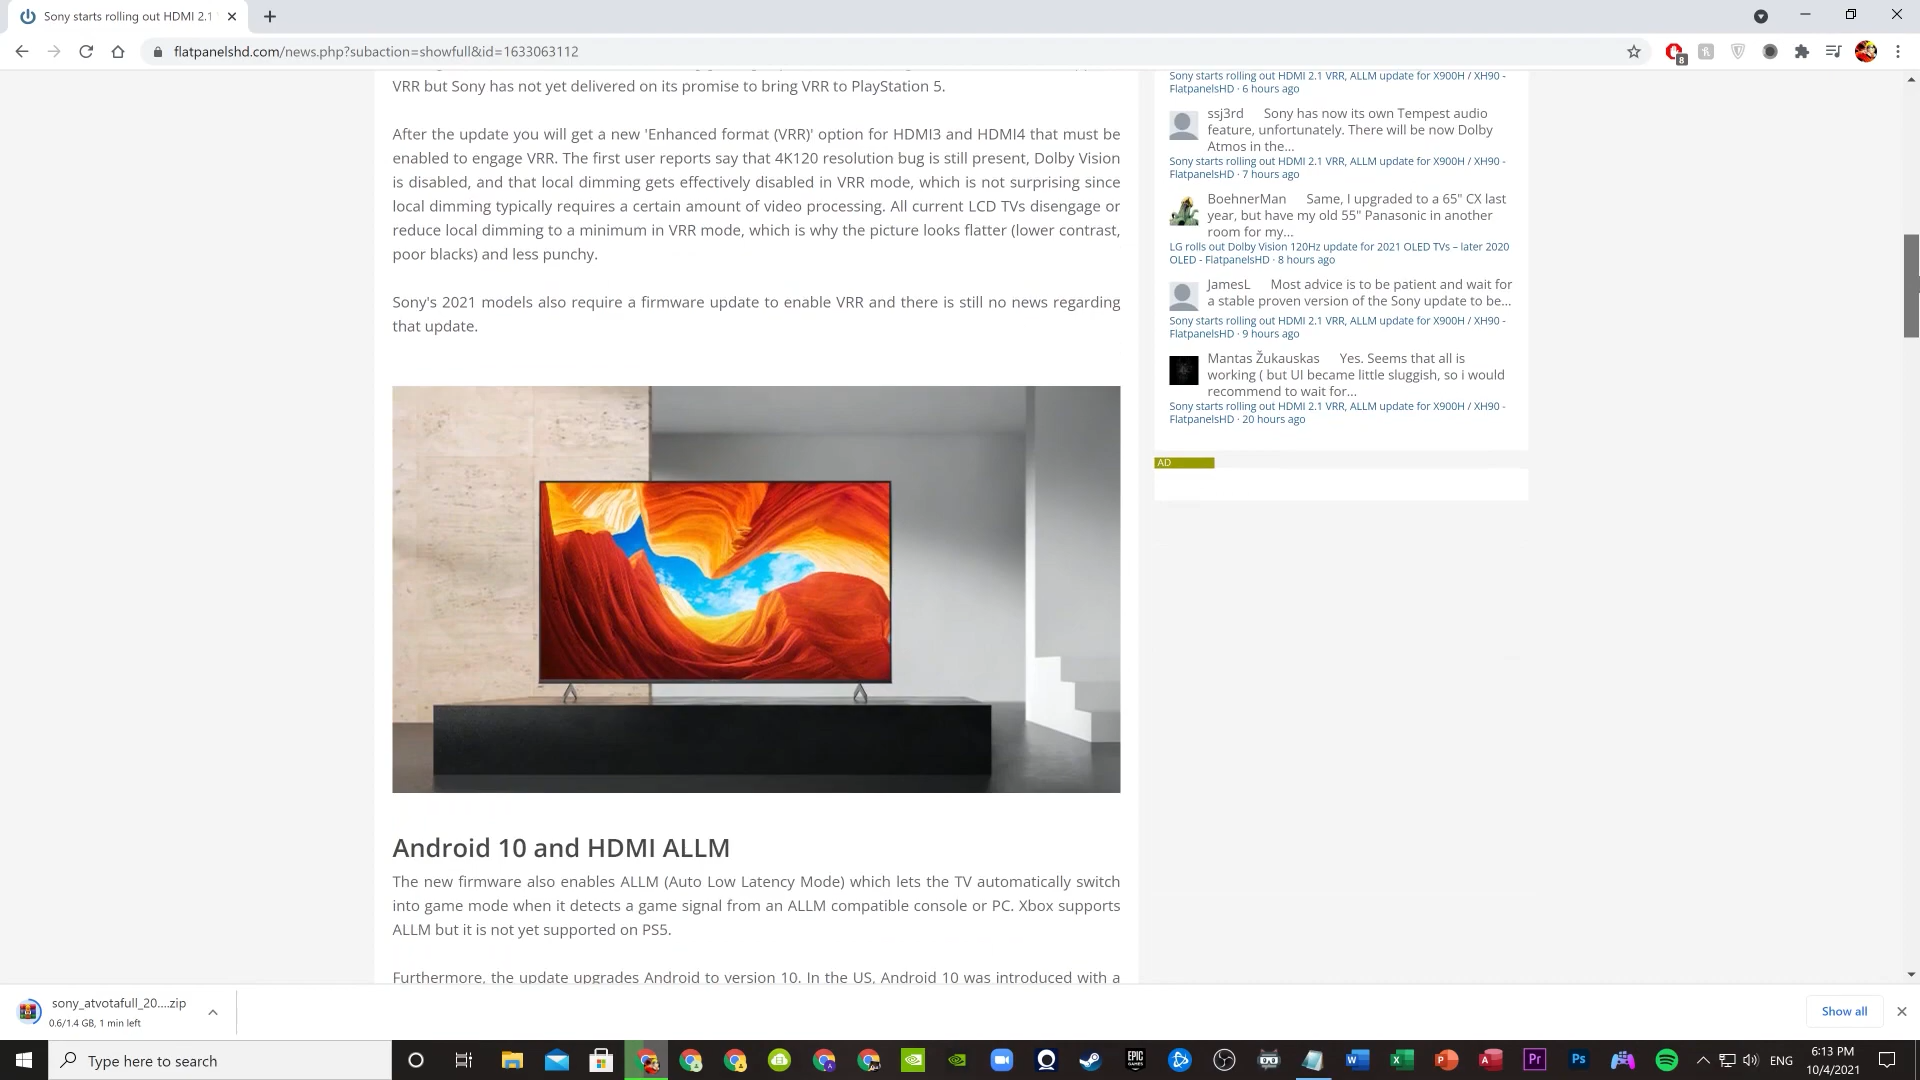 Sony starts rolling out HDMI 2.1
flatpanelshd.com/news.php?subaction=showfull&id=1633063112
8
VRR but Sony has not yet delivered on its promise to bring VRR to PlayStation 5.
After the update you will get a new 'Enhanced format (VRR)' option for HDMI3 and HDMI4 that must be
enabled to engage VRR. The first user reports say that 4K120 resolution bug is still present, Dolby Vision
is disabled, and that local dimming gets effectively disabled in VRR mode, which is not surprising since
local dimming typically requires a certain amount of video processing. All current LCD TVs disengage or
reduce local dimming to a minimum in VRR mode, which is why the picture looks flatter (lower contrast,
poor blacks) and less punchy.
Sony's 2021 models also require a firmware update to enable VRR and there is still no news regarding
that update.
Android 10 and HDMI ALLM
The new firmware also enables ALLM (Auto Low Latency Mode) which lets the TV automatically switch
into game mode when it detects a game signal from an ALLM compatible console or PC. Xbox supports
ALLM but it is not yet supported on PS5.
Furthermore, the update upgrades Android to version 10. In the US, Android 10 was introduced with a
Sony starts rolling out HDMI 2.1 VRR, ALLM update for X900H / XH90 -
FlatpanelsHD · 6 hours ago
ssj3rd Sony has now its own Tempest audio
feature, unfortunately. There will be now Dolby
Atmos in the...
Sony starts rolling out HDMI 2.1 VRR, ALLM update for X900H / XH90 -
FlatpanelsHD · 7 hours ago
BoehnerMan Same, I upgraded to a 65" CX last
year, but have my old 55" Panasonic in another
room for my...
LG rolls out Dolby Vision 120Hz update for 2021 OLED TVs – later 2020
OLED - FlatpanelsHD · 8 hours ago
JamesL Most advice is to be patient and wait for
a stable proven version of the Sony update to be...
Sony starts rolling out HDMI 2.1 VRR, ALLM update for X900H / XH90 -
FlatpanelsHD · 9 hours ago
Mantas Žukauskas Yes. Seems that all is
working ( but UI became little sluggish, so i would
recommend to wait for...
Sony starts rolling out HDMI 2.1 VRR, ALLM update for X900H / XH90 -
FlatpanelsHD · 20 hours ago
AD
sony_atvotafull_20....zip
0.6/1.4 GB, 1 min left
Show all
Type here to search
EPIC GAMES
Pr
Ps
ENG
6:13 PM
10/4/2021